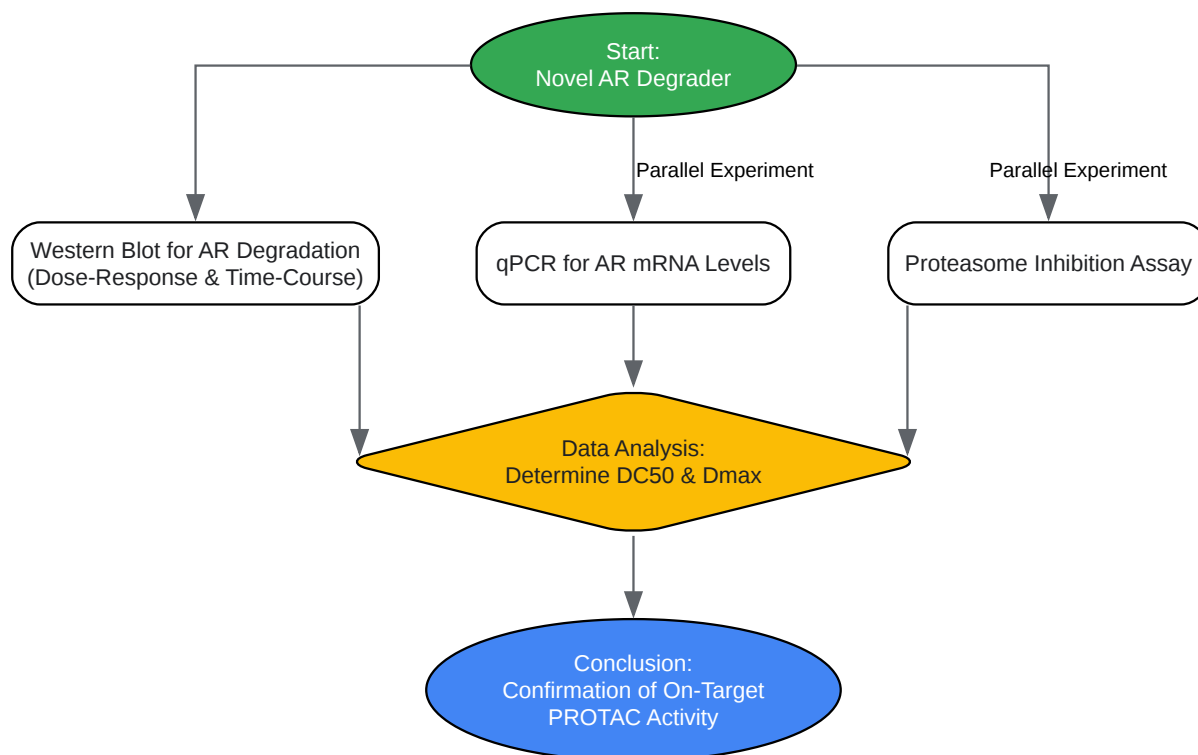 Start:
Novel AR Degrader
Parallel Experiment
Parallel Experiment
Western Blot for AR Degradation
(Dose-Response & Time-Course)
qPCR for AR mRNA Levels
Proteasome Inhibition Assay
Data Analysis:
Determine DC50 & Dmax
Conclusion:
Confirmation of On-Target
PROTAC Activity